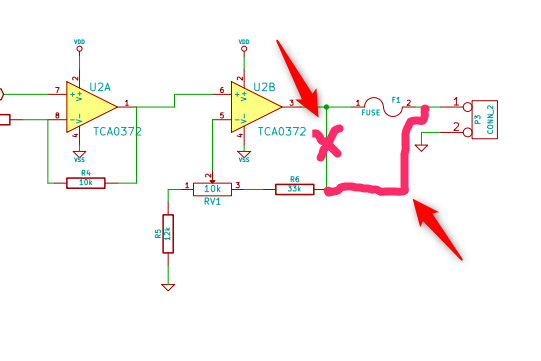 VDD
VDD
2
2
U2A
U2B
7
+
V+
1
6
+
V+
3
1
F1
2
1
8
-
V-
5
-
V-
FUSE
2
P3
CONN_2
TCA0372
TCA0372
4
4
VSS
VSS
R4
10k
2
1
10k
3
R6
33k
RV1
R5
12k